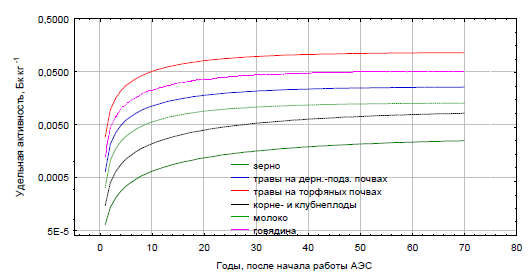 0,5000
0,0500
0,0050
0,0005
5E-5
Удельная активность, Бк кг⁻¹
зерно
травы на дерн.-подз. почвах
травы на торфяных почвах
корне- и клубнеплоды
молоко
говядина
0 10 20 30 40 50 60 70 80
Годы, после начала работы АЭС